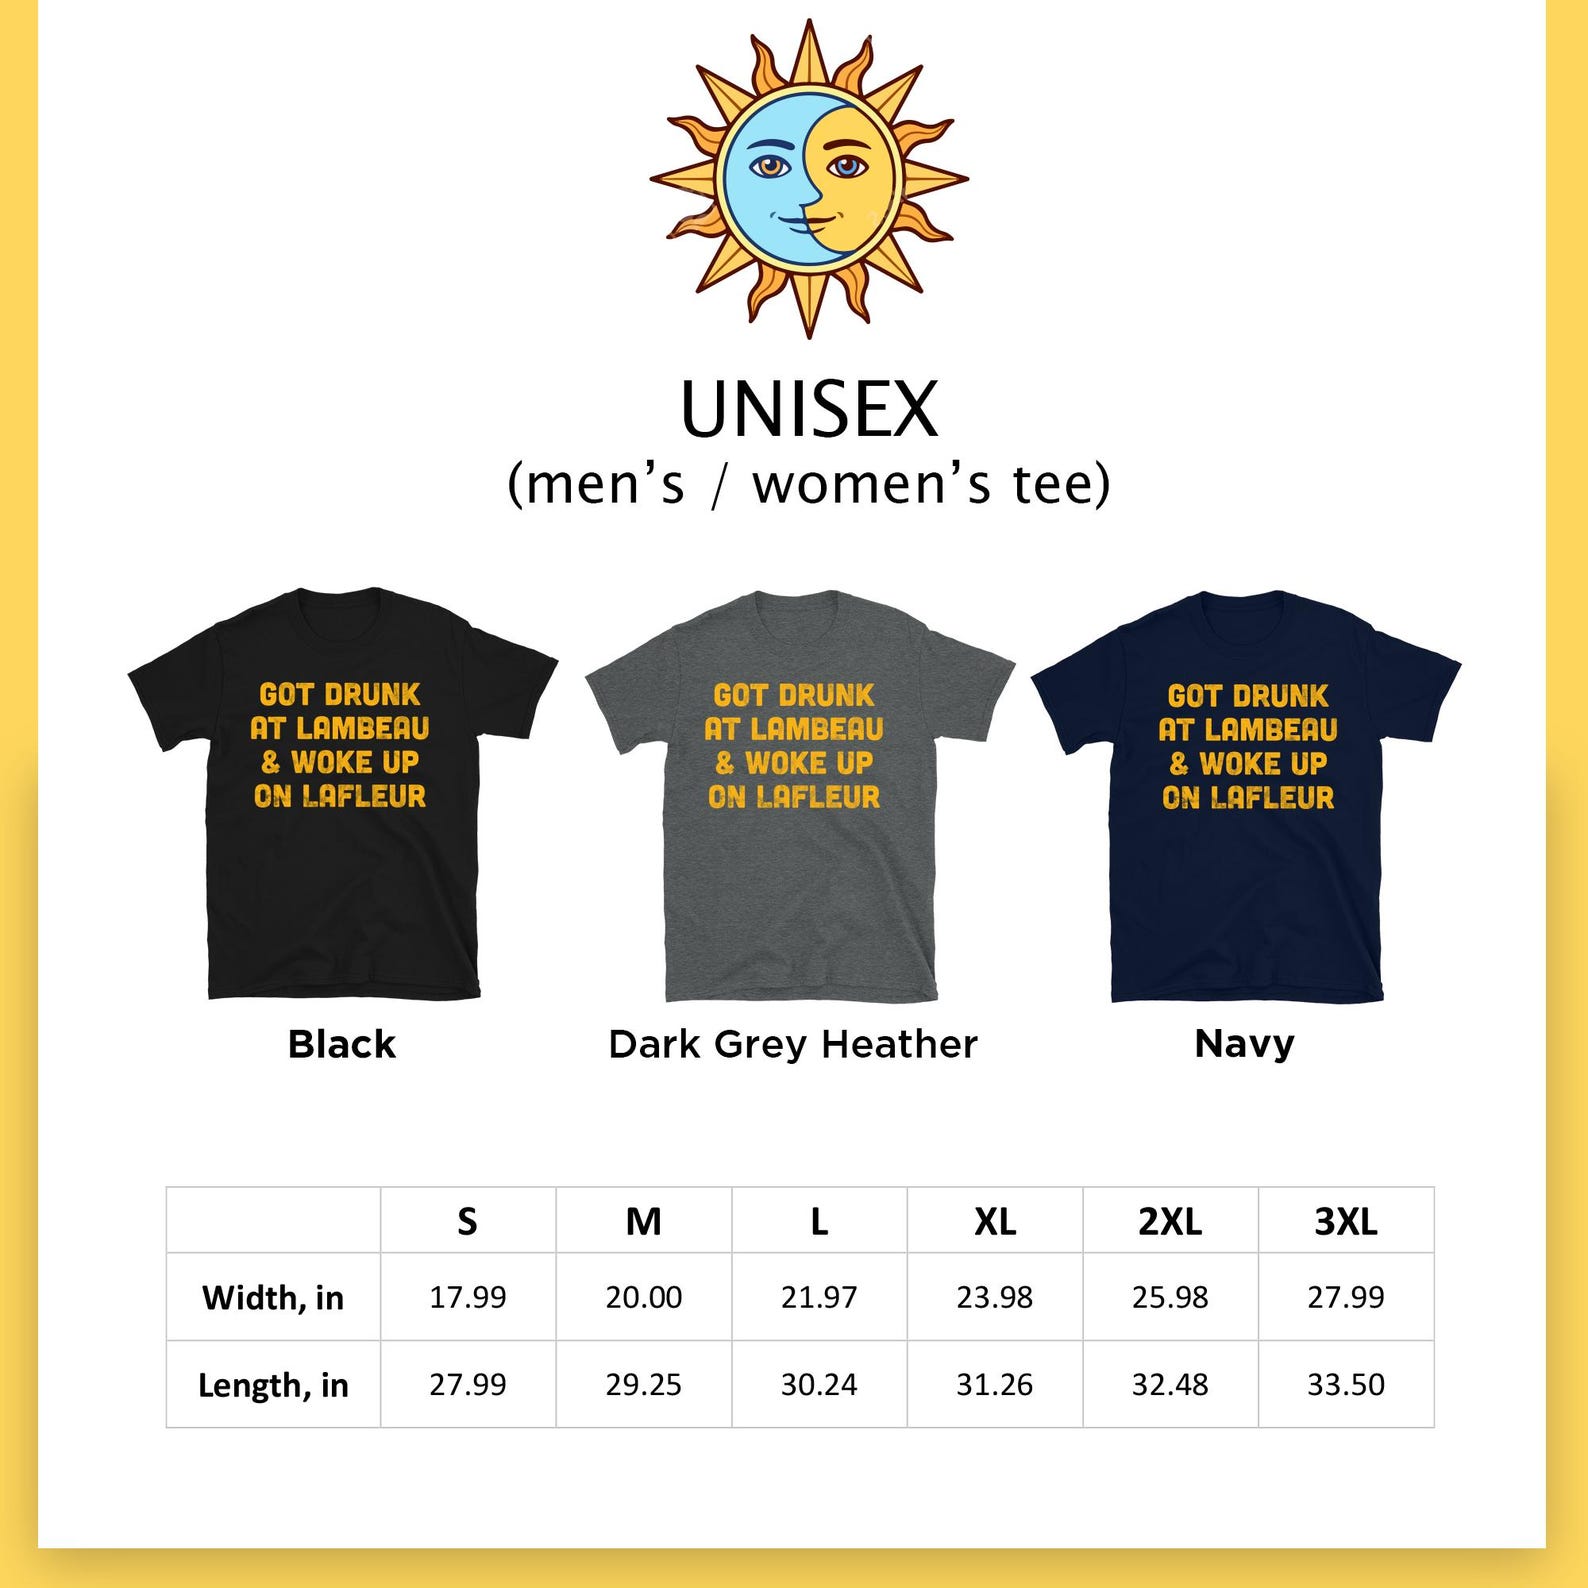 UNISEX
(men’s / women’s tee)
GOT DRUNK
AT LAMBEAU
& WOKE UP
ON LAFLEUR
GOT DRUNK
AT LAMBEAU
& WOKE UP
ON LAFLEUR
GOT DRUNK
AT LAMBEAU
& WOKE UP
ON LAFLEUR
Black Dark Grey Heather Navy
S M L XL 2XL 3XL
Width, in 17.99 20.00 21.97 23.98 25.98 27.99
Length, in 27.99 29.25 30.24 31.26 32.48 33.50